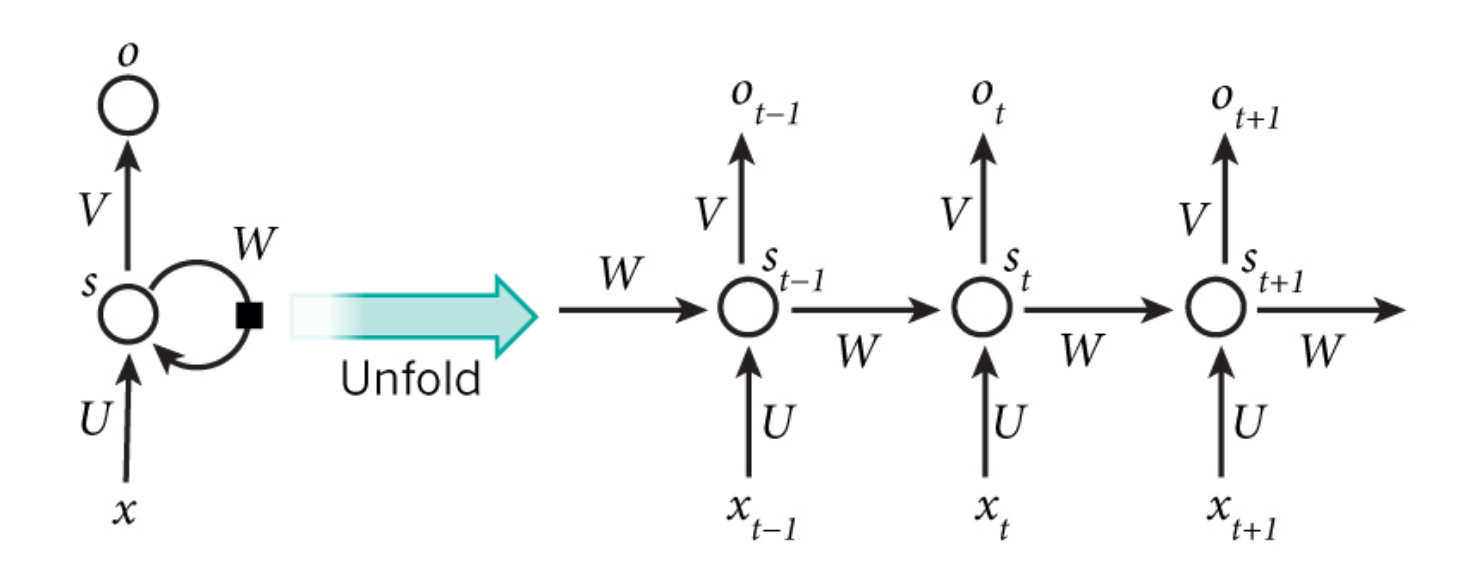 o
V
W
s
U
x
Unfold
o_{t−1} o_t o_{t+1}
V V V
W s_{t−1} s_t s_{t+1}
W W W
U U U
x_{t−1} x_t x_{t+1}